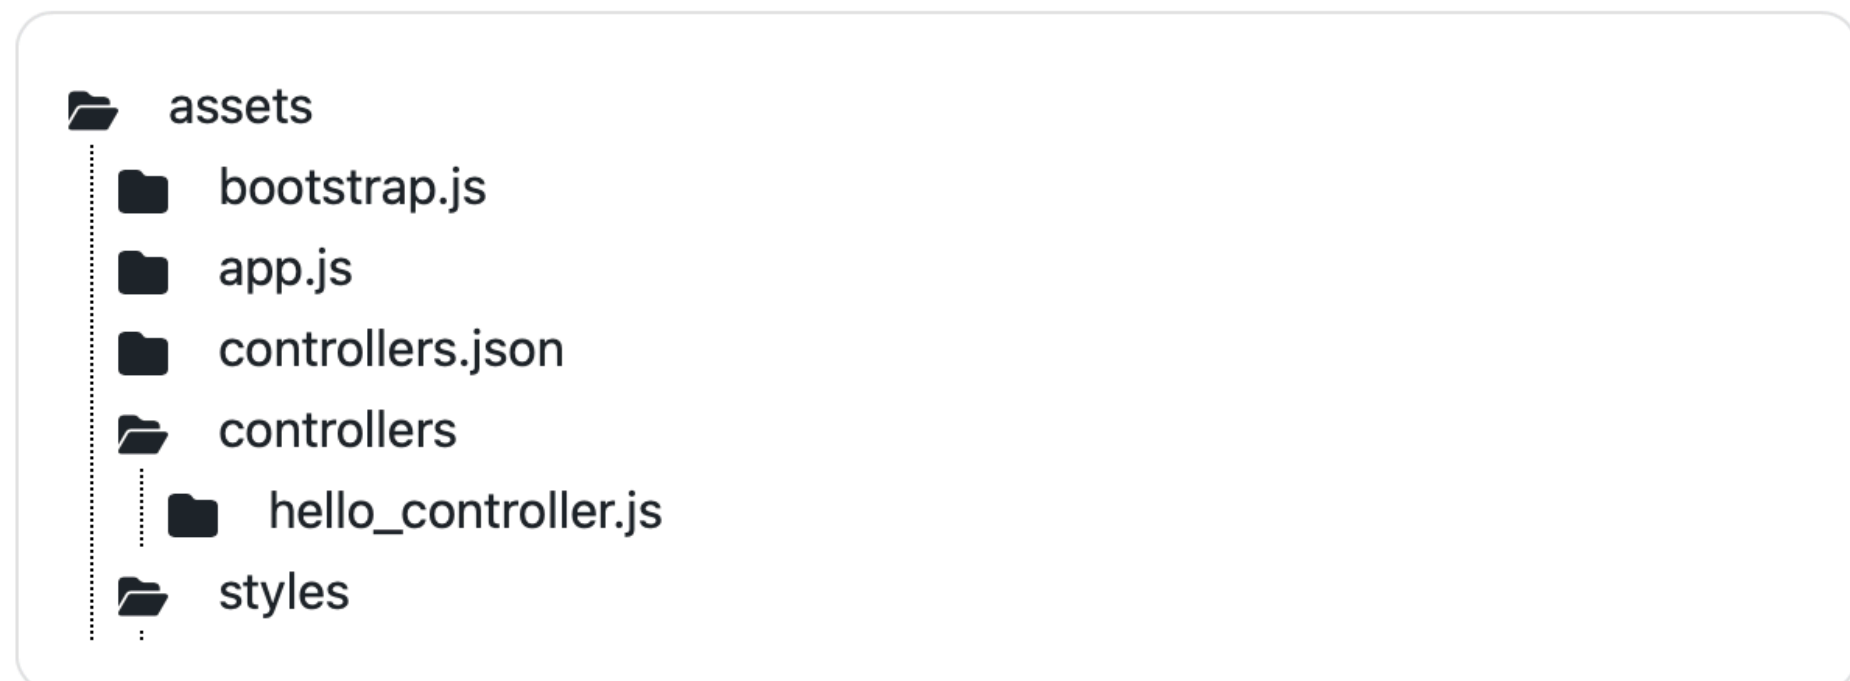 assets
bootstrap.js
app.js
controllers.json
controllers
hello_controller.js
styles